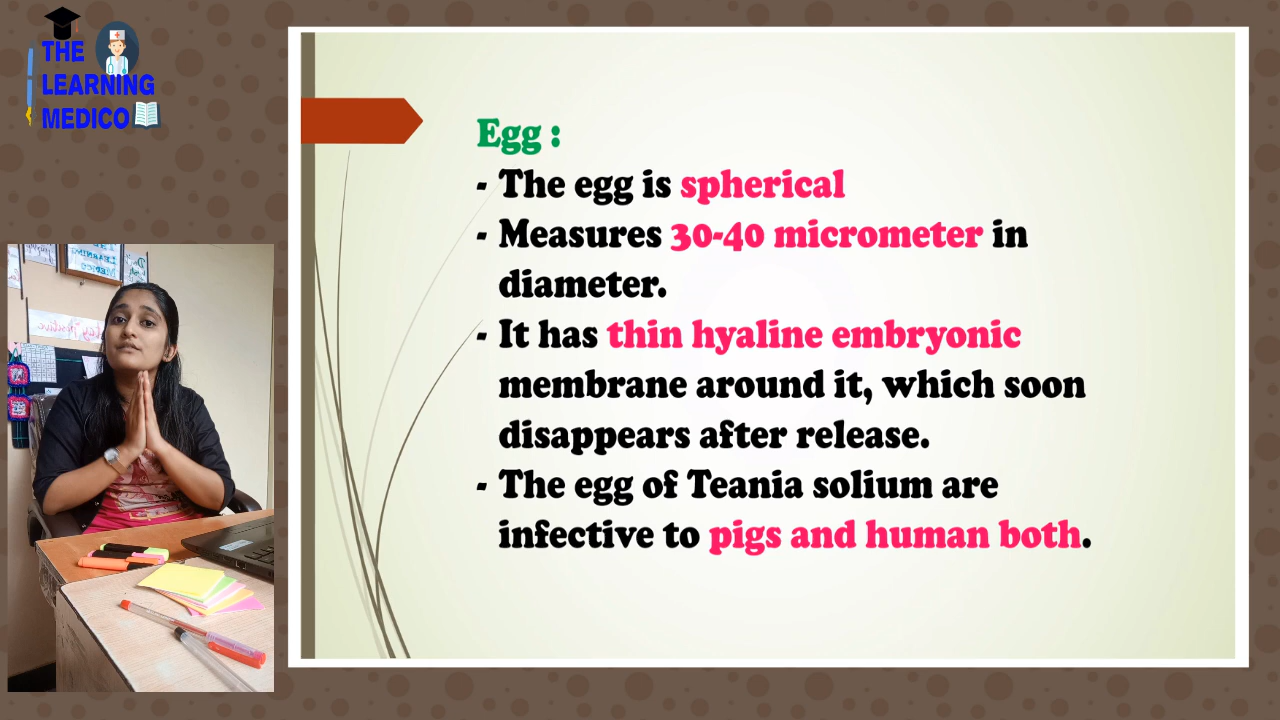 THE
LEARNING
MEDICO
Egg :
- The egg is spherical
- Measures 30-40 micrometer in
diameter.
- It has thin hyaline embryonic
membrane around it, which soon
disappears after release.
- The egg of Teania solium are
infective to pigs and human both.